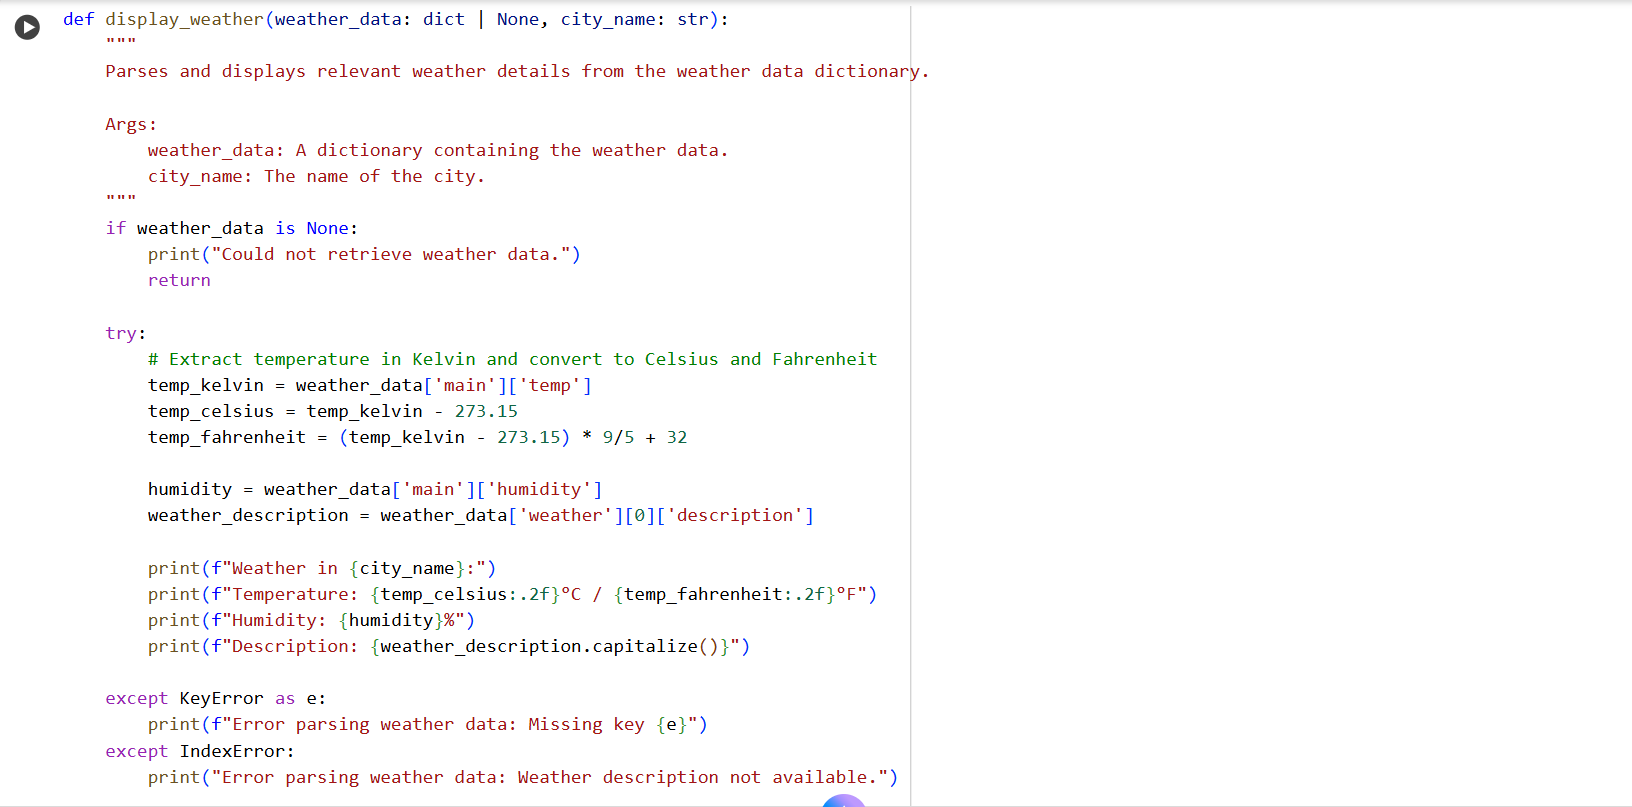 def display_weather(weather_data: dict | None, city_name: str):
    """
    Parses and displays relevant weather details from the weather data dictionary.

    Args:
        weather_data: A dictionary containing the weather data.
        city_name: The name of the city.
    """
    if weather_data is None:
        print("Could not retrieve weather data.")
        return

    try:
        # Extract temperature in Kelvin and convert to Celsius and Fahrenheit
        temp_kelvin = weather_data['main']['temp']
        temp_celsius = temp_kelvin - 273.15
        temp_fahrenheit = (temp_kelvin - 273.15) * 9/5 + 32

        humidity = weather_data['main']['humidity']
        weather_description = weather_data['weather'][0]['description']

        print(f"Weather in {city_name}:")
        print(f"Temperature: {temp_celsius:.2f}°C / {temp_fahrenheit:.2f}°F")
        print(f"Humidity: {humidity}%")
        print(f"Description: {weather_description.capitalize()}")

    except KeyError as e:
        print(f"Error parsing weather data: Missing key {e}")
    except IndexError:
        print("Error parsing weather data: Weather description not available.")